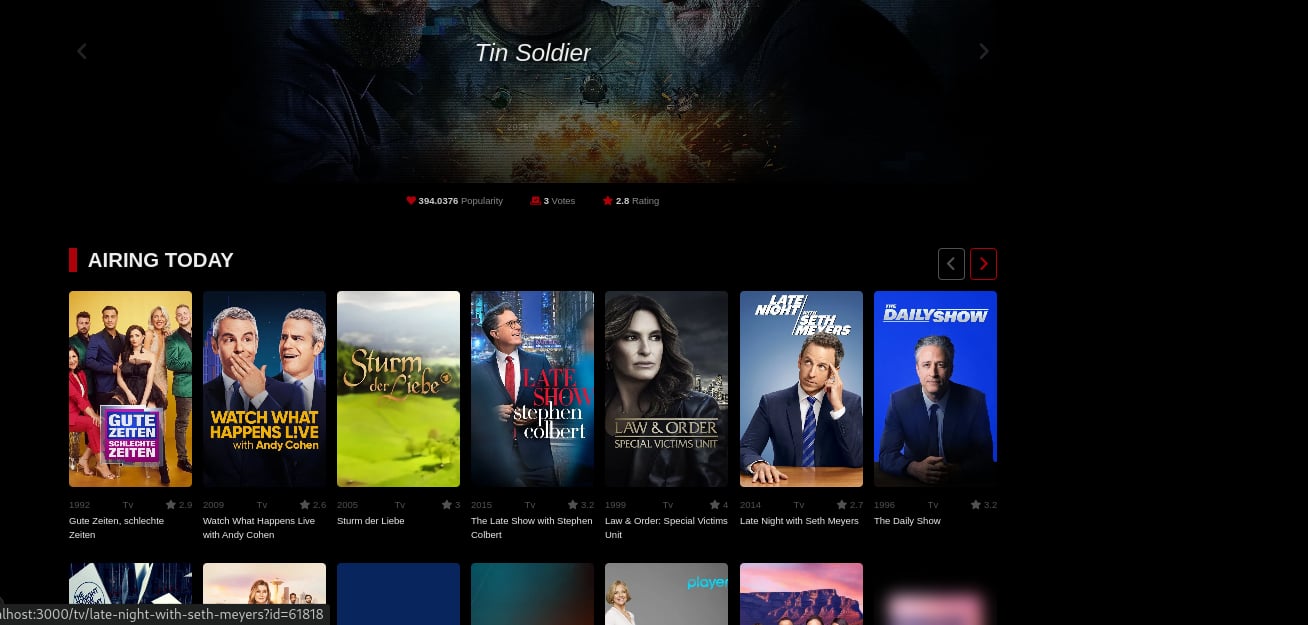 Tin Soldier
2025
394.0376 Popularity
3 Votes
2.8 Rating
AIRING TODAY
GUTE
ZEITEN
SCHLECHTE
ZEITEN
WATCH WHAT
HAPPENS L!VE
with Andy Cohen
Sturm
der Liebe
LATE
SHOW
stephen
colbert
LAW & ORDER
SPECIAL VICTIMS UNIT
LATE
NIGHT WITH
SETH
MEYERS
THE
DAILY SHOW
1992 Tv 2.9
Gute Zeiten, schlechte
Zeiten
2009 Tv 2.6
Watch What Happens Live
with Andy Cohen
2005 Tv 3
Sturm der Liebe
2015 Tv 3.2
The Late Show with Stephen
Colbert
1999 Tv 4
Law & Order: Special Victims
Unit
2014 Tv 2.7
Late Night with Seth Meyers
1996 Tv 3.2
The Daily Show
player
alhost:3000/tv/late-night-with-seth-meyers?id=61818